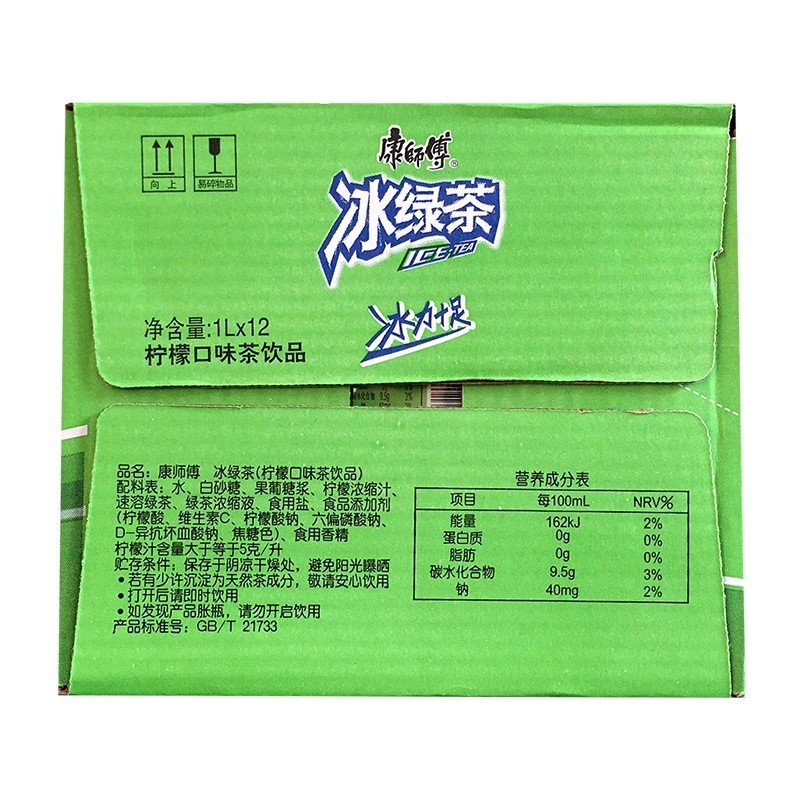 康師傅®
冰绿茶
ICE TEA
冰力十足
向上
易碎物品
净含量:1Lx12
柠檬口味茶饮品
碳水化合物 9.5g 3%
品名：康师傅 冰绿茶(柠檬口味茶饮品)
配料表：水、白砂糖、果葡糖浆、柠檬浓缩汁、
速溶绿茶、绿茶浓缩液、食用盐、食品添加剂
(柠檬酸、维生素C、柠檬酸钠、六偏磷酸钠、
D-异抗坏血酸钠、焦糖色)、食用香精
柠檬汁含量大于等于5克/升
贮存条件：保存于阴凉干燥处，避免阳光曝晒
•若有少许沉淀为天然茶成分，敬请安心饮用
•打开后请即时饮用
•如发现产品胀瓶，请勿开启饮用
产品标准号：GB/T 21733
营养成分表
项目 每100mL NRV%
能量 162kJ 2%
蛋白质 0g 0%
脂肪 0g 0%
碳水化合物 9.5g 3%
钠 40mg 2%